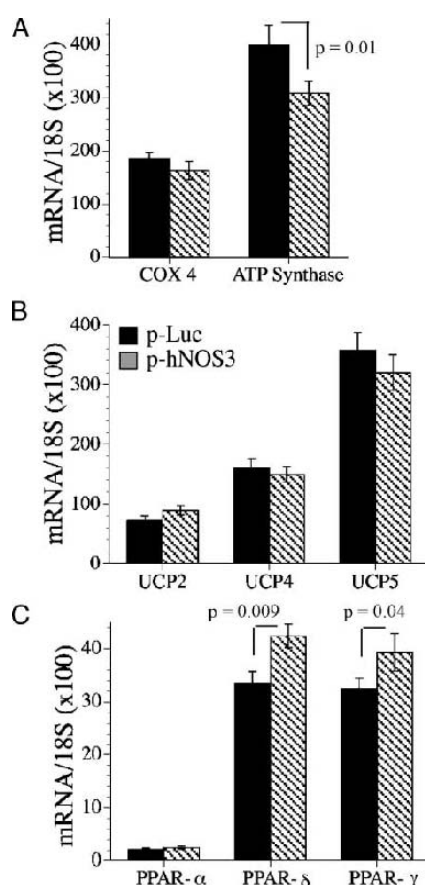 A
mRNA/18S (x100)
400
300
200
100
0
p = 0.01
COX 4 ATP Synthase
B
mRNA/18S (x100)
400
300
200
100
0
p-Luc
p-hNOS3
UCP2 UCP4 UCP5
C
mRNA/18S (x100)
40
30
20
10
0
p = 0.009 p = 0.04
PPAR- α PPAR- δ PPAR- γ